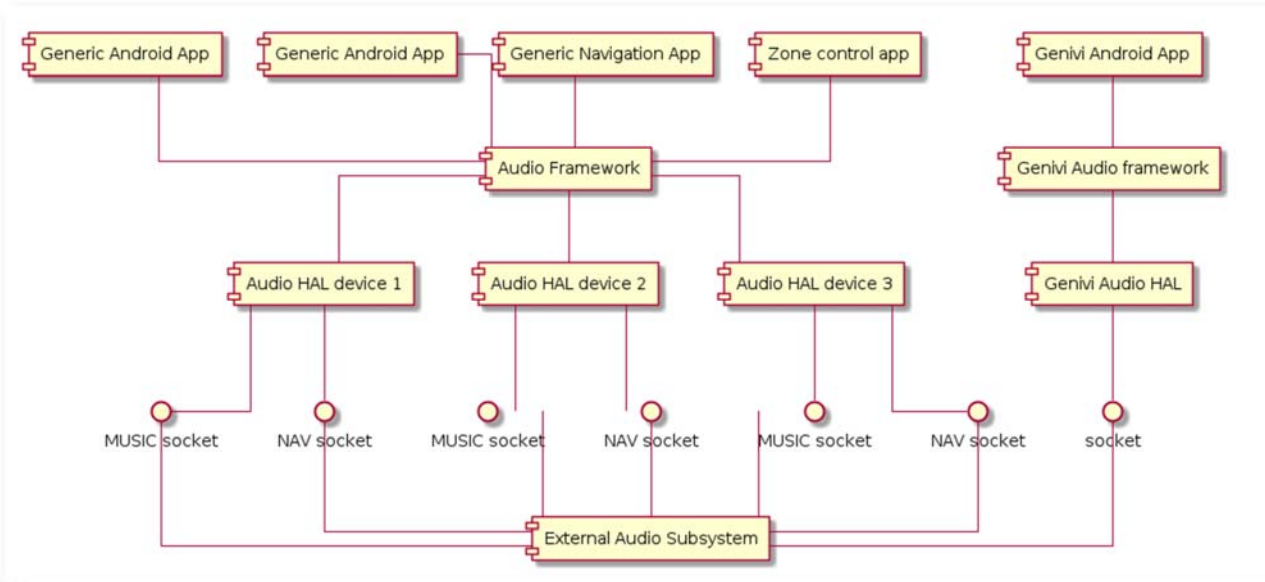 Generic Android App
Generic Android App
Generic Navigation App
Zone control app
Genivi Android App
Audio Framework
Genivi Audio framework
Audio HAL device 1
Audio HAL device 2
Audio HAL device 3
Genivi Audio HAL
MUSIC socket
NAV socket
MUSIC socket
NAV socket
MUSIC socket
NAV socket
socket
External Audio Subsystem